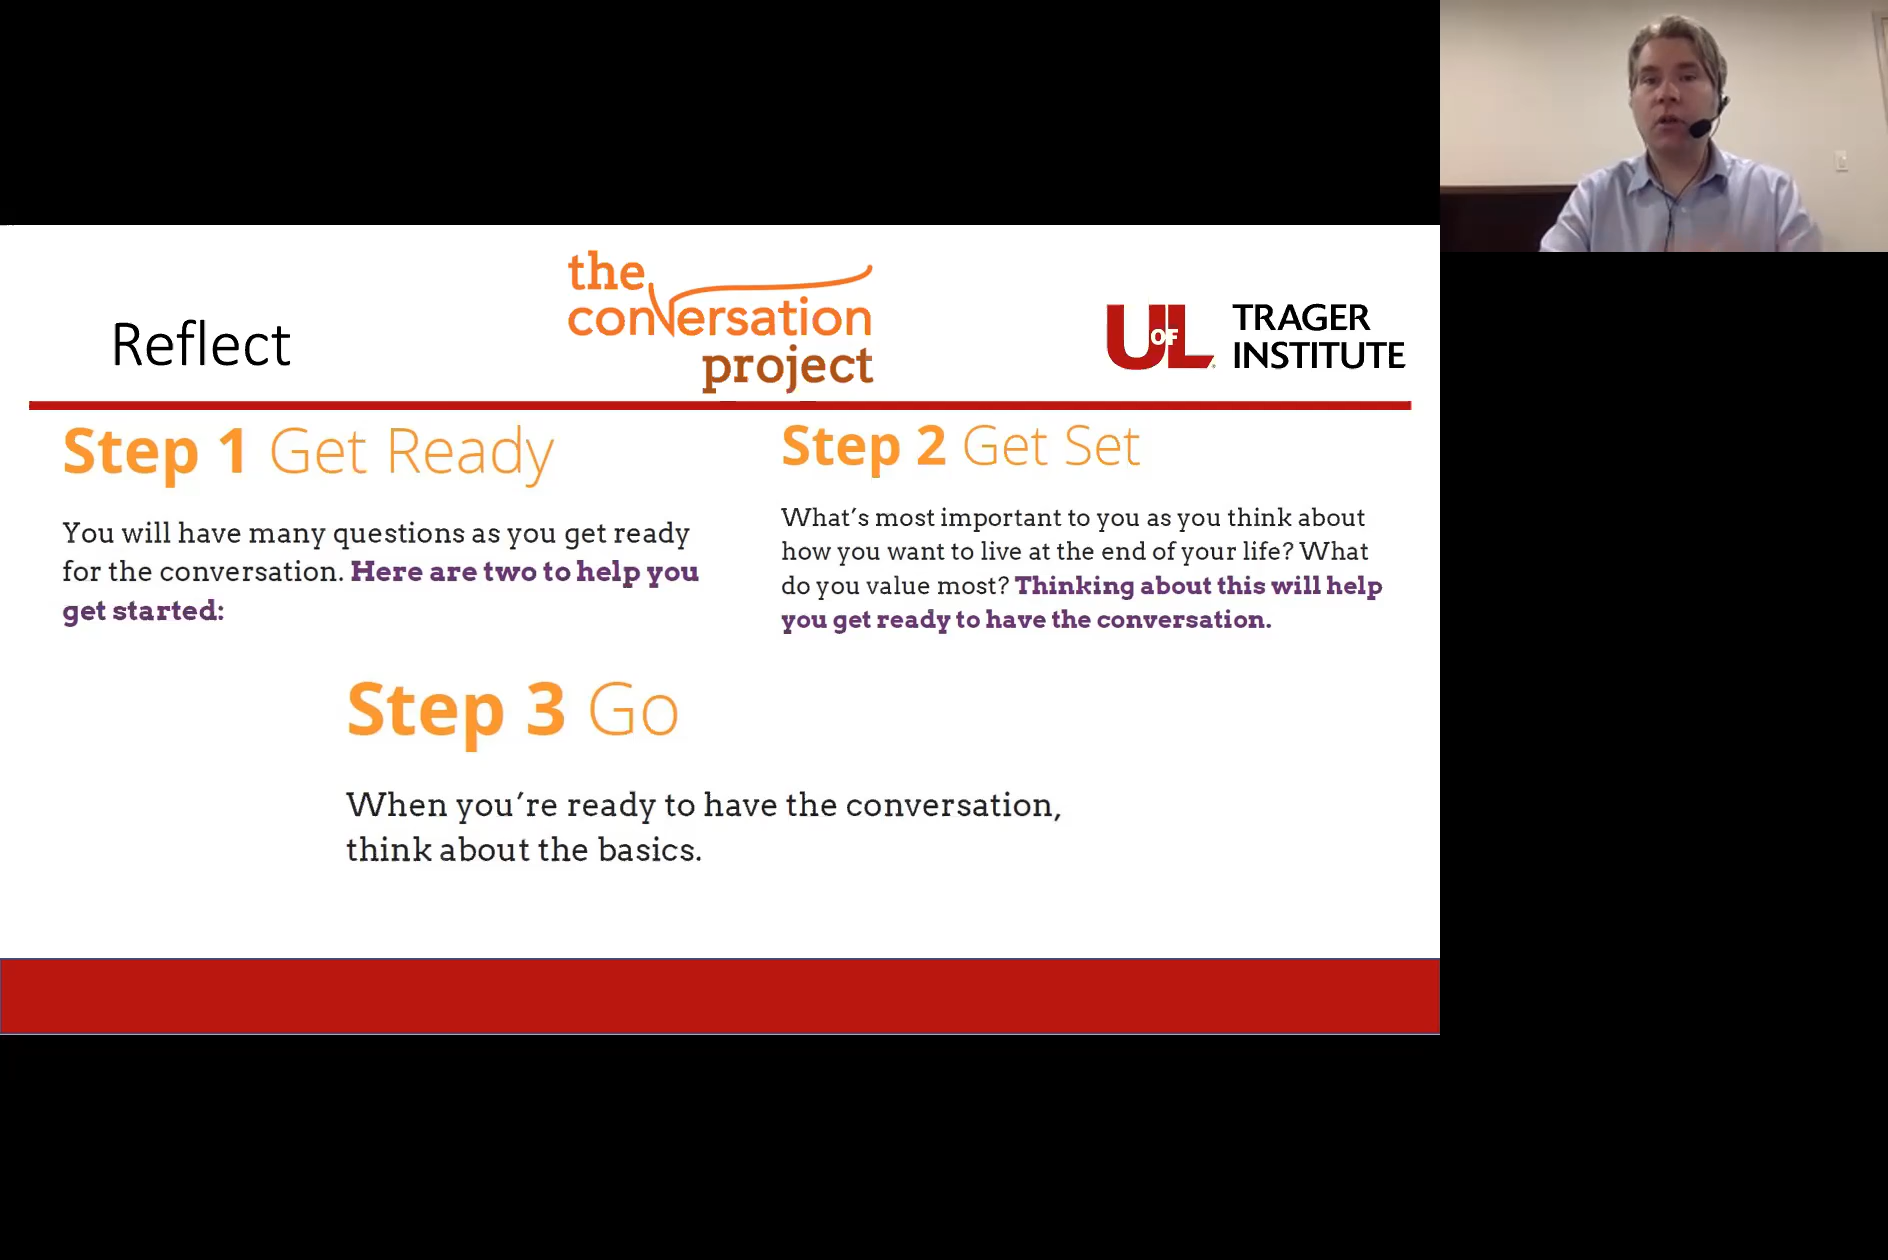 Reflect
the
conversation
project
UOFL
TRAGER
INSTITUTE
Step 1 Get Ready
You will have many questions as you get ready
for the conversation. Here are two to help you
get started:
Step 2 Get Set
What’s most important to you as you think about
how you want to live at the end of your life? What
do you value most? Thinking about this will help
you get ready to have the conversation.
Step 3 Go
When you’re ready to have the conversation,
think about the basics.